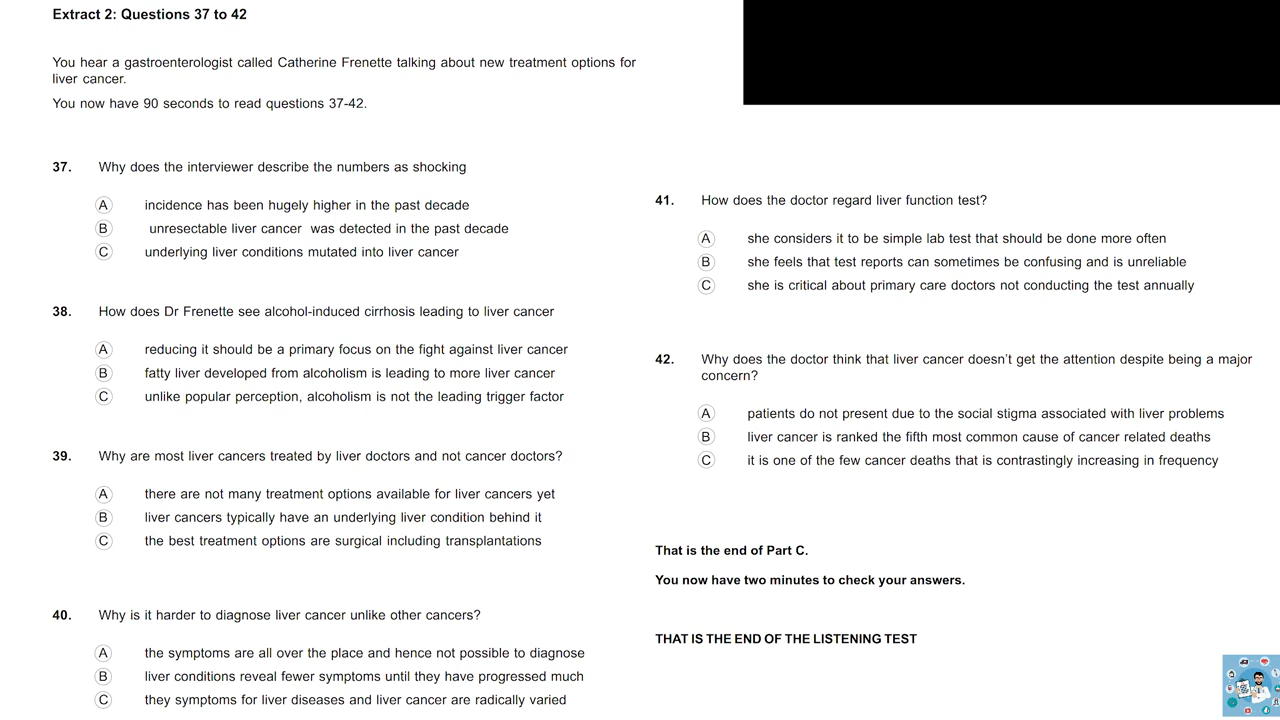 Extract 2: Questions 37 to 42
You hear a gastroenterologist called Catherine Frenette talking about new treatment options for
liver cancer.
You now have 90 seconds to read questions 37-42.
37. Why does the interviewer describe the numbers as shocking
A incidence has been hugely higher in the past decade
B unresectable liver cancer was detected in the past decade
C underlying liver conditions mutated into liver cancer
38. How does Dr Frenette see alcohol-induced cirrhosis leading to liver cancer
A reducing it should be a primary focus on the fight against liver cancer
B fatty liver developed from alcoholism is leading to more liver cancer
C unlike popular perception, alcoholism is not the leading trigger factor
39. Why are most liver cancers treated by liver doctors and not cancer doctors?
A there are not many treatment options available for liver cancers yet
B liver cancers typically have an underlying liver condition behind it
C the best treatment options are surgical including transplantations
40. Why is it harder to diagnose liver cancer unlike other cancers?
A the symptoms are all over the place and hence not possible to diagnose
B liver conditions reveal fewer symptoms until they have progressed much
C they symptoms for liver diseases and liver cancer are radically varied
41. How does the doctor regard liver function test?
A she considers it to be simple lab test that should be done more often
B she feels that test reports can sometimes be confusing and is unreliable
C she is critical about primary care doctors not conducting the test annually
42. Why does the doctor think that liver cancer doesn't get the attention despite being a major
concern?
A patients do not present due to the social stigma associated with liver problems
B liver cancer is ranked the fifth most common cause of cancer related deaths
C it is one of the few cancer deaths that is contrastingly increasing in frequency
That is the end of Part C.
You now have two minutes to check your answers.
THAT IS THE END OF THE LISTENING TEST